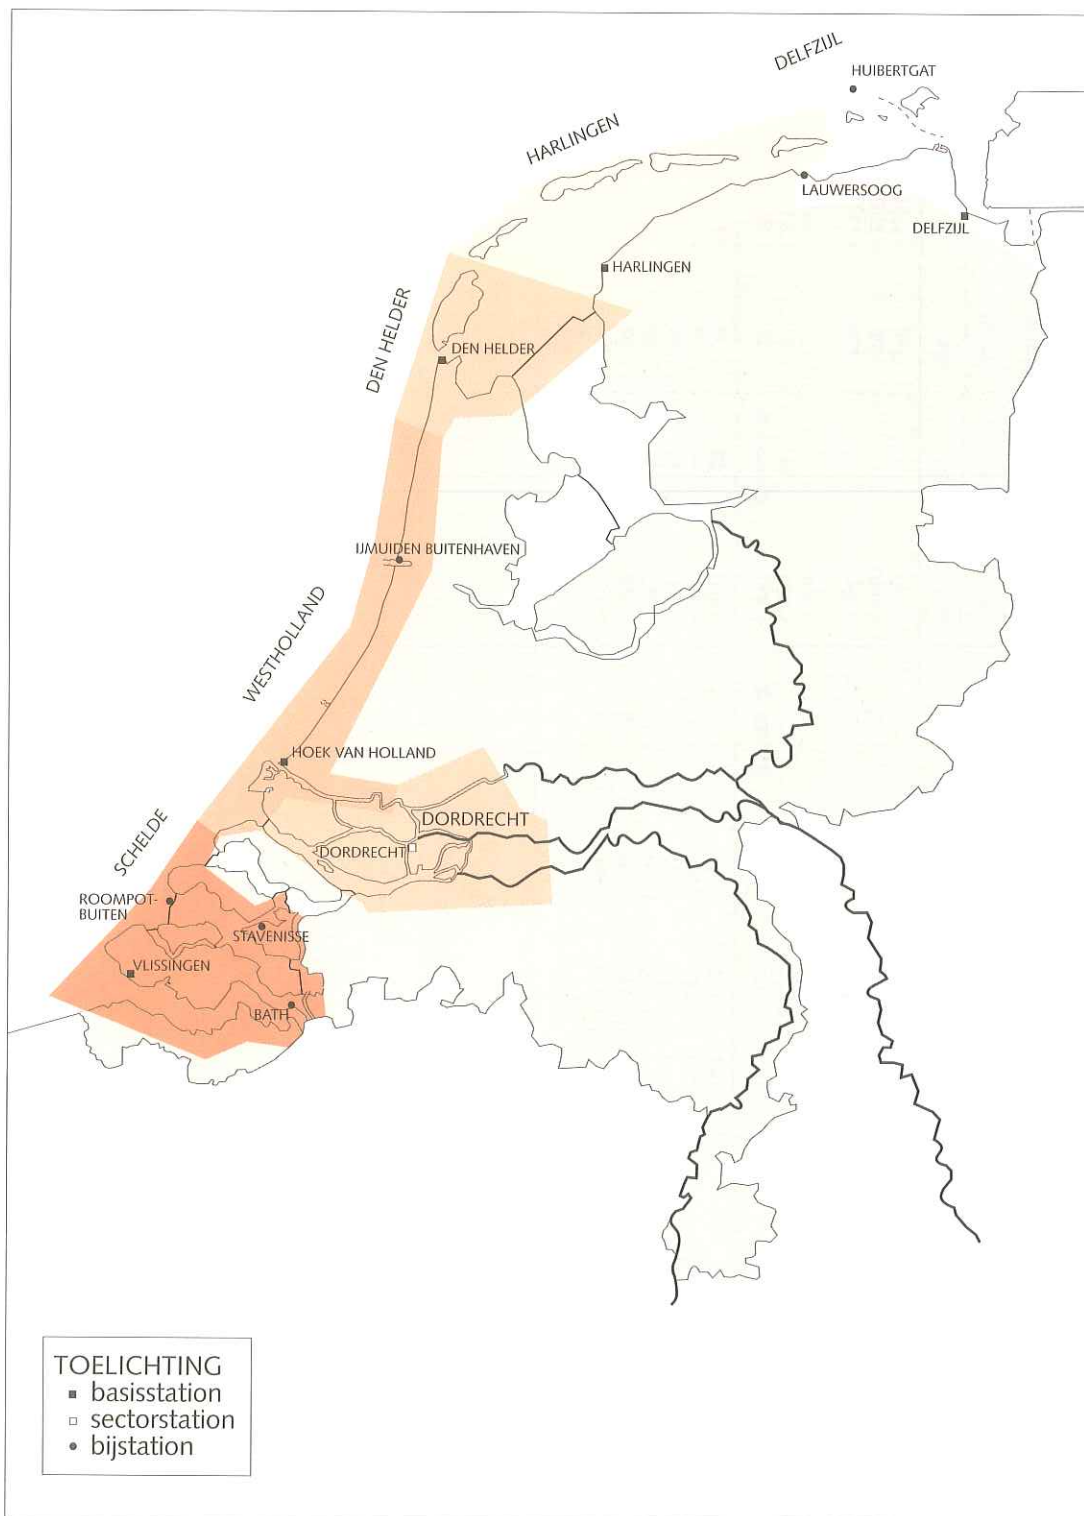 DELFZIJL
HUIBERTGAT
HARLINGEN
LAUWERSOOG
DELFZIJL
HARLINGEN
DEN HELDER
DEN HELDER
IJMUIDEN BUITENHAVEN
WESTHOLLAND
HOEK VAN HOLLAND
SCHELDE
DORDRECHT
DORDRECHT
ROOMPOT-
BUITEN
STAVENISSE
VLISSINGEN
BATH
TOELICHTING
basisstation
sectorstation
bijstation